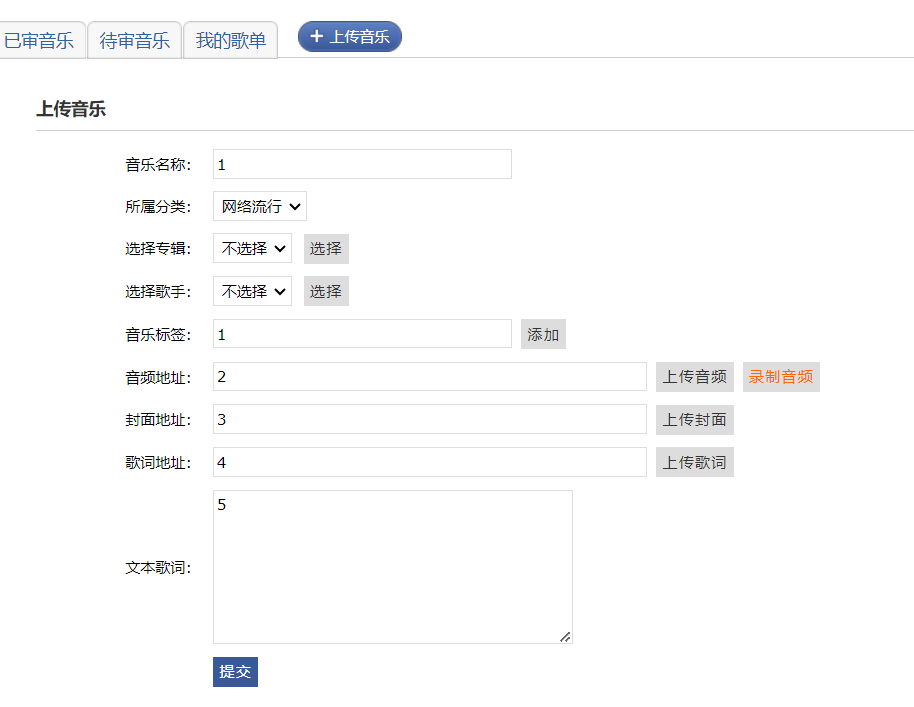 已审音乐 待审音乐 我的歌单 + 上传音乐
上传音乐
音乐名称: 1
所属分类: 网络流行
选择专辑: 不选择 选择
选择歌手: 不选择 选择
音乐标签: 1 添加
音频地址: 2 上传音频 录制音频
封面地址: 3 上传封面
歌词地址: 4 上传歌词
文本歌词: 5
提交